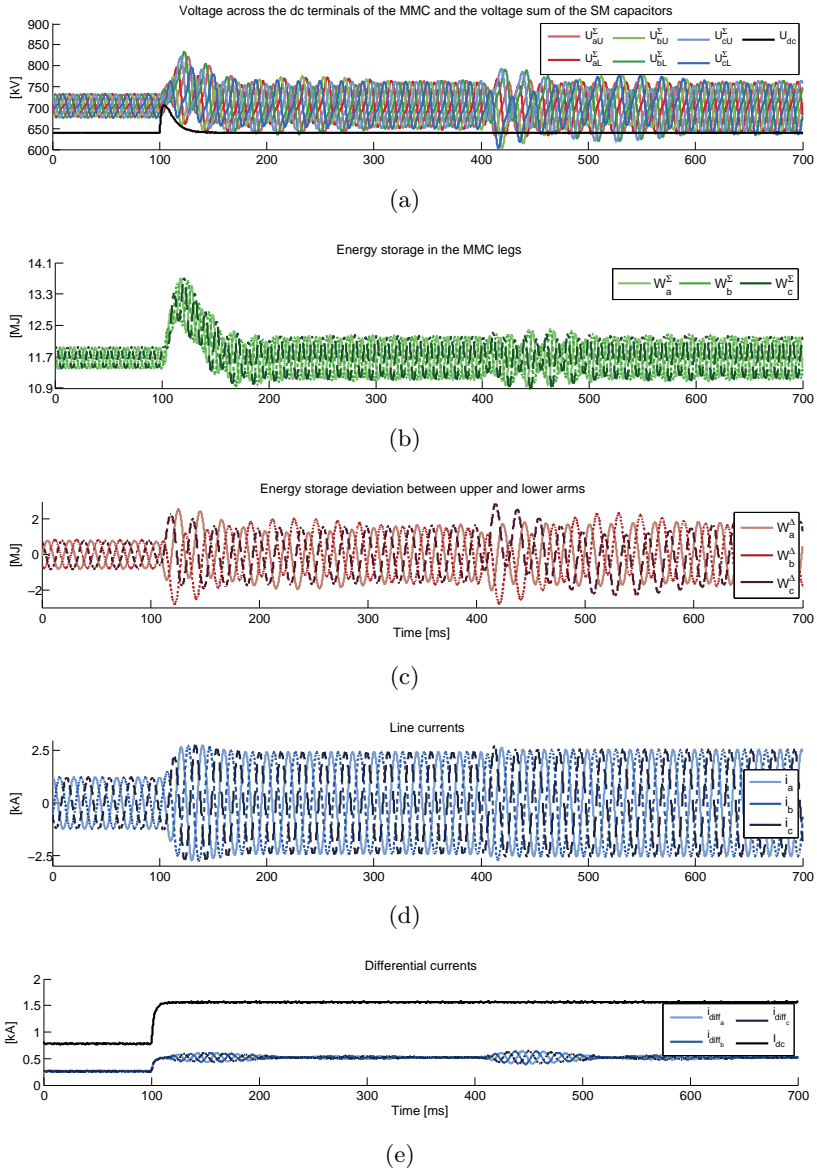 Voltage across the dc terminals of the MMC and the voltage sum of the SM capacitors
900
850
800
750
700
650
600
[kV]
U^Σ_aU U^Σ_bU U^Σ_cU U_dc
U^Σ_aL U^Σ_bL U^Σ_cL
0 100 200 300 400 500 600 700
(a)
Energy storage in the MMC legs
14.1
13.3
12.5
11.7
10.9
[MJ]
W^Σ_a W^Σ_b W^Σ_c
0 100 200 300 400 500 600 700
(b)
Energy storage deviation between upper and lower arms
2
0
−2
[MJ]
W^Δ_a
W^Δ_b
W^Δ_c
0 100 200 300 400 500 600 700
Time [ms]
(c)
Line currents
2.5
0
−2.5
[kA]
i_a
i_b
i_c
0 100 200 300 400 500 600 700
(d)
Differential currents
2
1.5
1
0.5
0
[kA]
i_diff_a i_diff_c
i_diff_b I_dc
0 100 200 300 400 500 600 700
Time [ms]
(e)